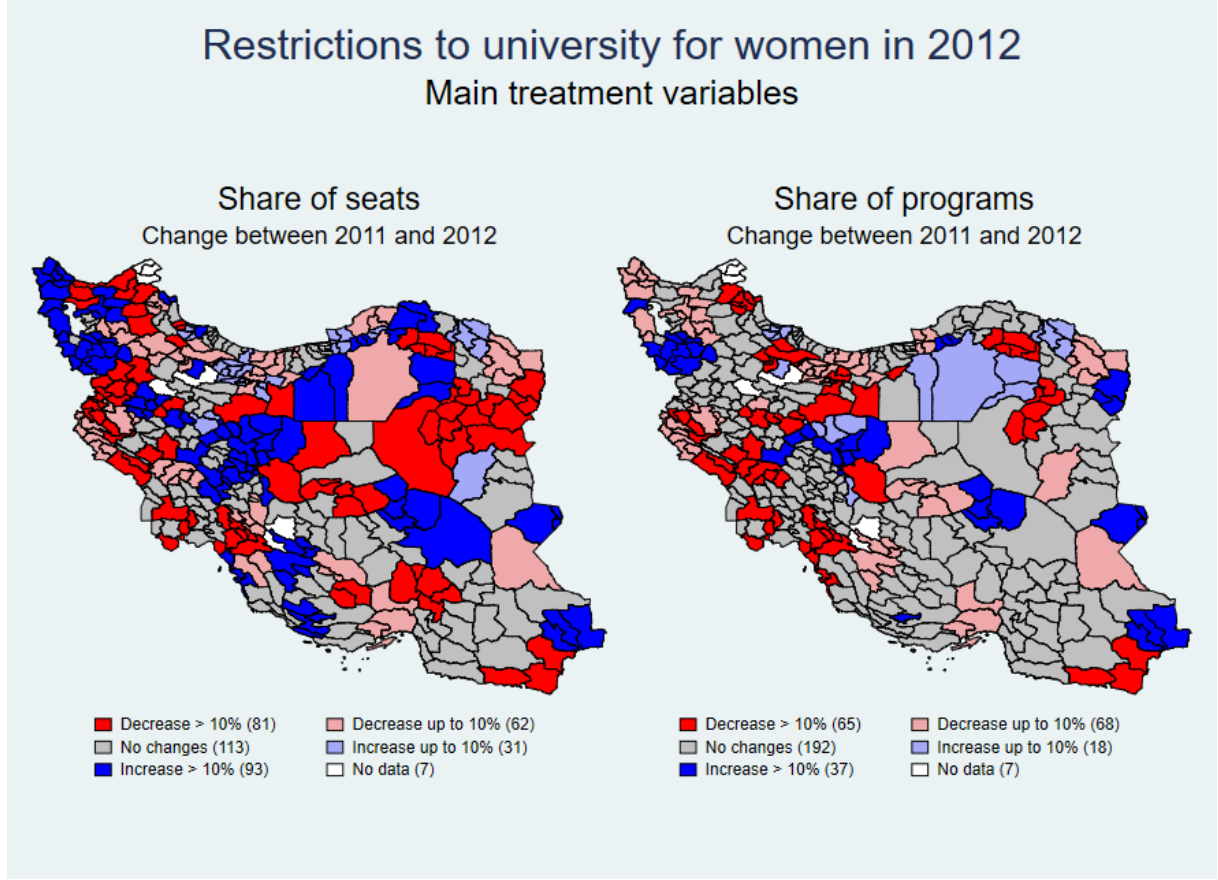 Restrictions to university for women in 2012
Main treatment variables
Share of seats
Change between 2011 and 2012
Decrease > 10% (81)
Decrease up to 10% (62)
No changes (113)
Increase up to 10% (31)
Increase > 10% (93)
No data (7)
Share of programs
Change between 2011 and 2012
Decrease > 10% (65)
Decrease up to 10% (68)
No changes (192)
Increase up to 10% (18)
Increase > 10% (37)
No data (7)